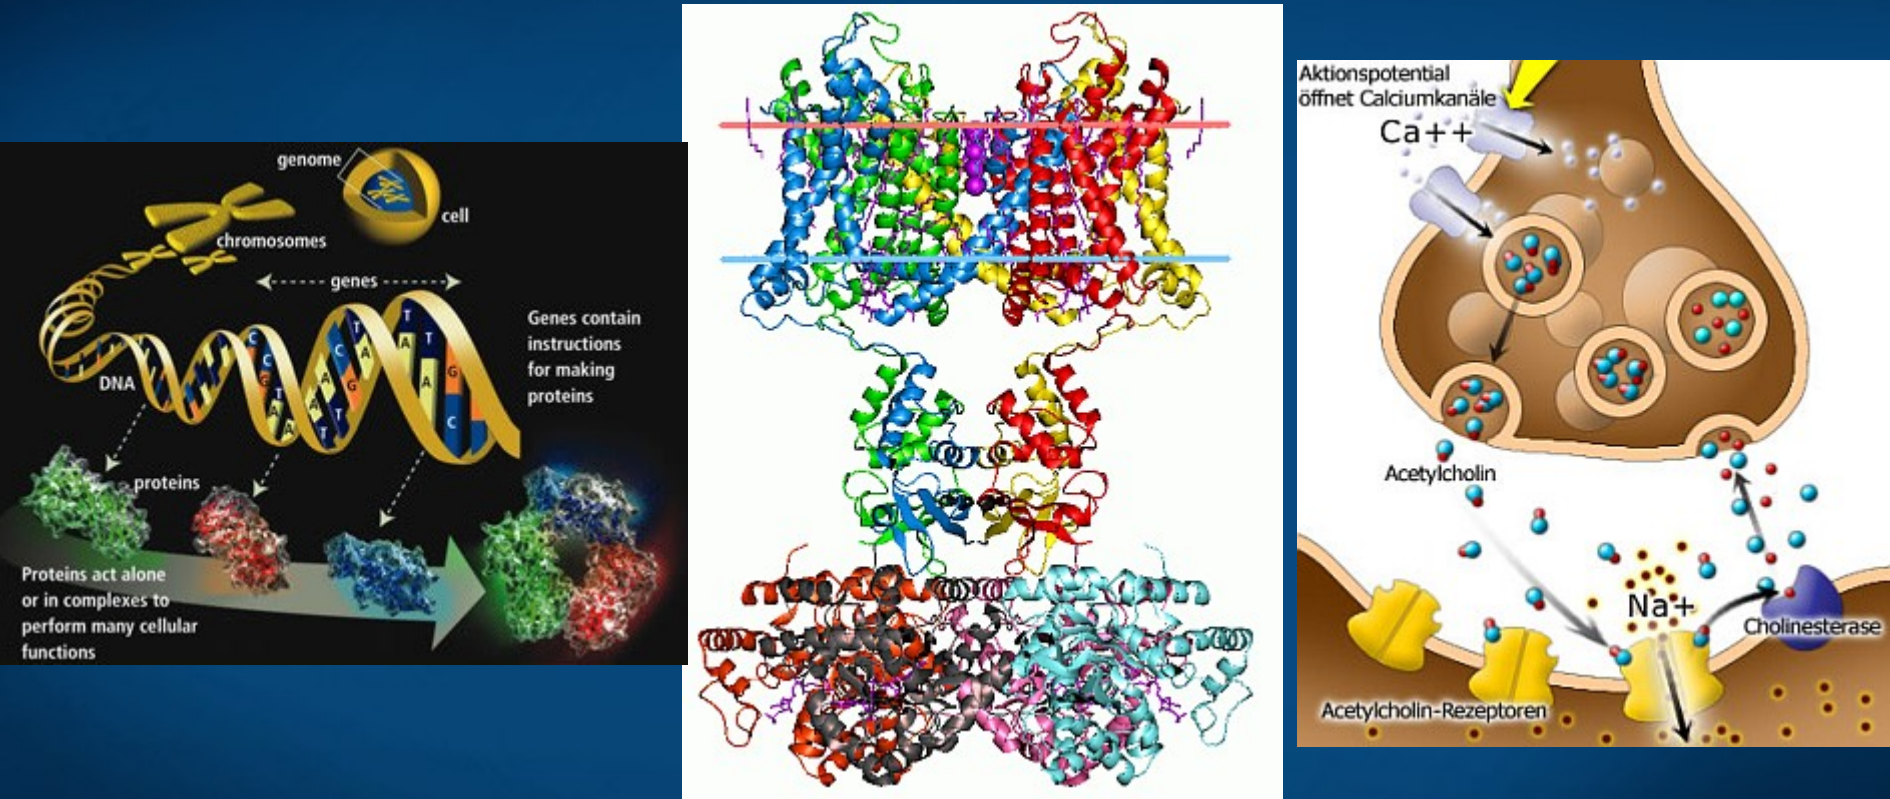 genome
cell
chromosomes
genes
Genes contain
instructions
for making
proteins
DNA
C
C
G
T
A
A
A
A
T
C
G
T
A
T
A
T
A
T
G
C
proteins
Proteins act alone
or in complexes to
perform many cellular
functions
Aktionspotential
öffnet Calciumkanäle
Ca++
Acetylcholin
Na+
Cholinesterase
Acetylcholin-Rezeptoren